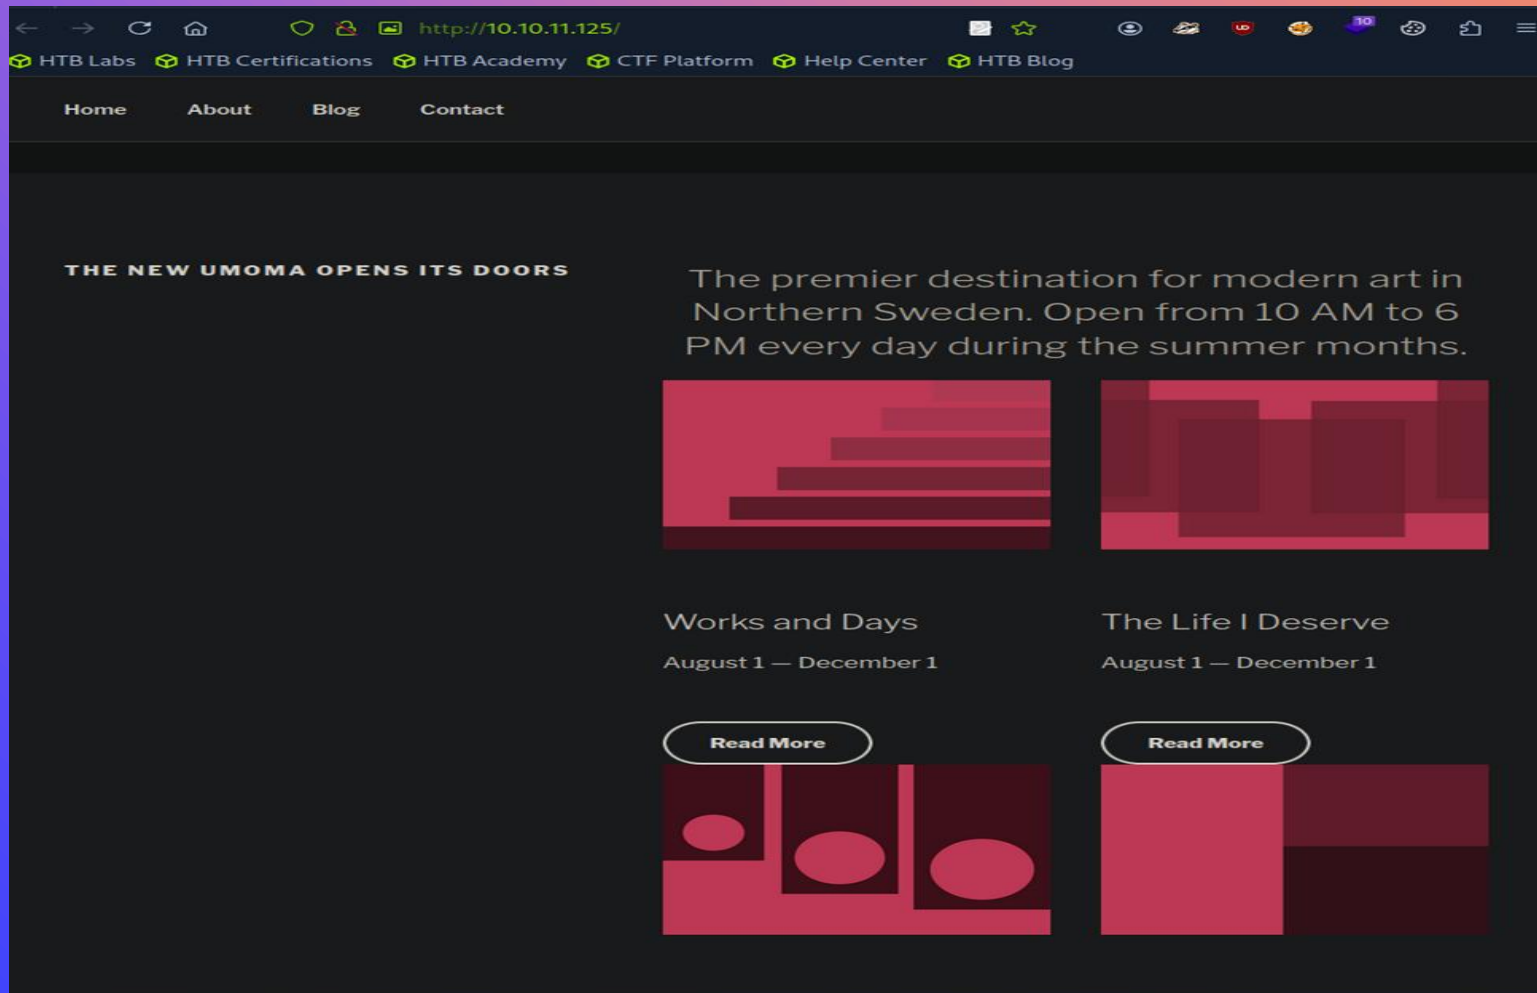 http://10.10.11.125/
10
HTB Labs HTB Certifications HTB Academy CTF Platform Help Center HTB Blog
Home About Blog Contact
THE NEW UMOMA OPENS ITS DOORS
The premier destination for modern art in
Northern Sweden. Open from 10 AM to 6
PM every day during the summer months.
Works and Days
August 1 — December 1
Read More
The Life I Deserve
August 1 — December 1
Read More